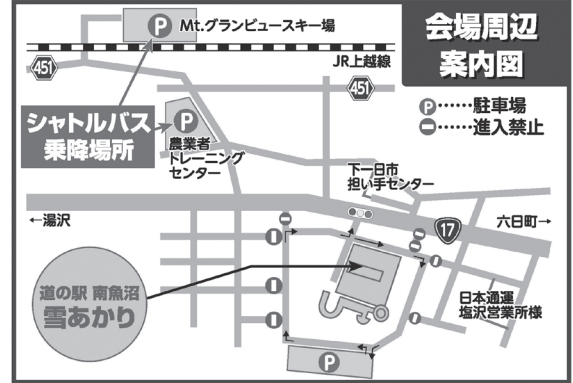 会場周辺
案内図
P Mt.グランビュースキー場
JR上越線
451
451
P……駐車場
……進入禁止
シャトルバス
乗降場所
P
農業者
トレーニング
センター
下一日市
担い手センター
←湯沢
17
六日町→
道の駅 南魚沼
雪あかり
日本通運
塩沢営業所様
P